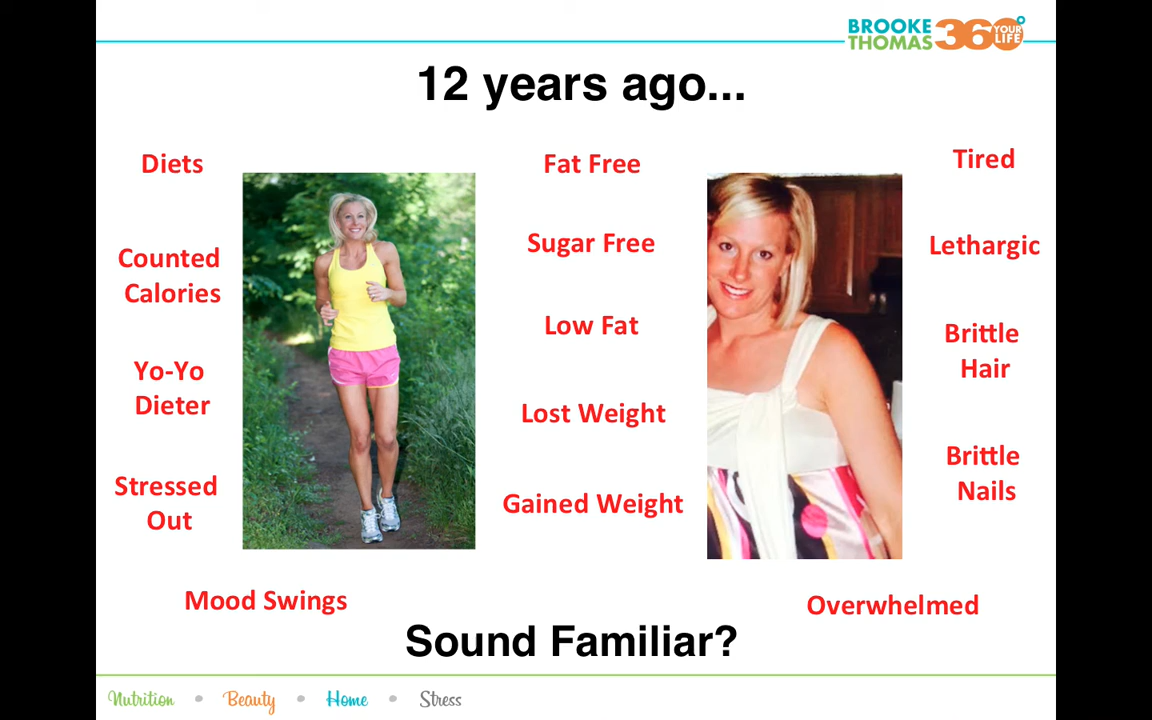 BROOKE
THOMAS
360°
YOUR
LIFE
12 years ago...
Diets
Counted
Calories
Yo-Yo
Dieter
Stressed
Out
Mood Swings
Fat Free
Sugar Free
Low Fat
Lost Weight
Gained Weight
Tired
Lethargic
Brittle
Hair
Brittle
Nails
Overwhelmed
Sound Familiar?
Nutrition • Beauty • Home • Stress